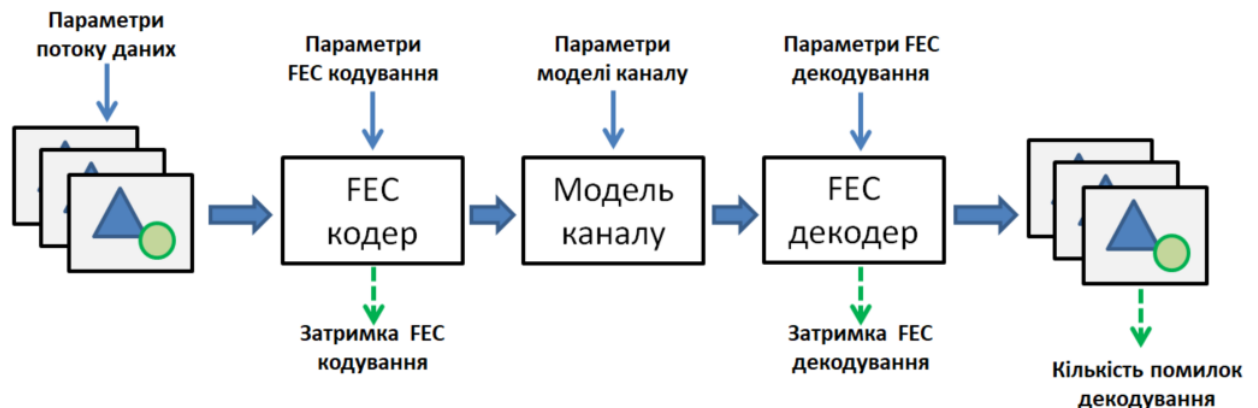 Параметри
потоку даних
Параметри
FEC кодування
Параметри
моделі каналу
Параметри FEC
декодування
FEC
кодер
Модель
каналу
FEC
декодер
Затримка FEC
кодування
Затримка FEC
декодування
Кількість помилок
декодування